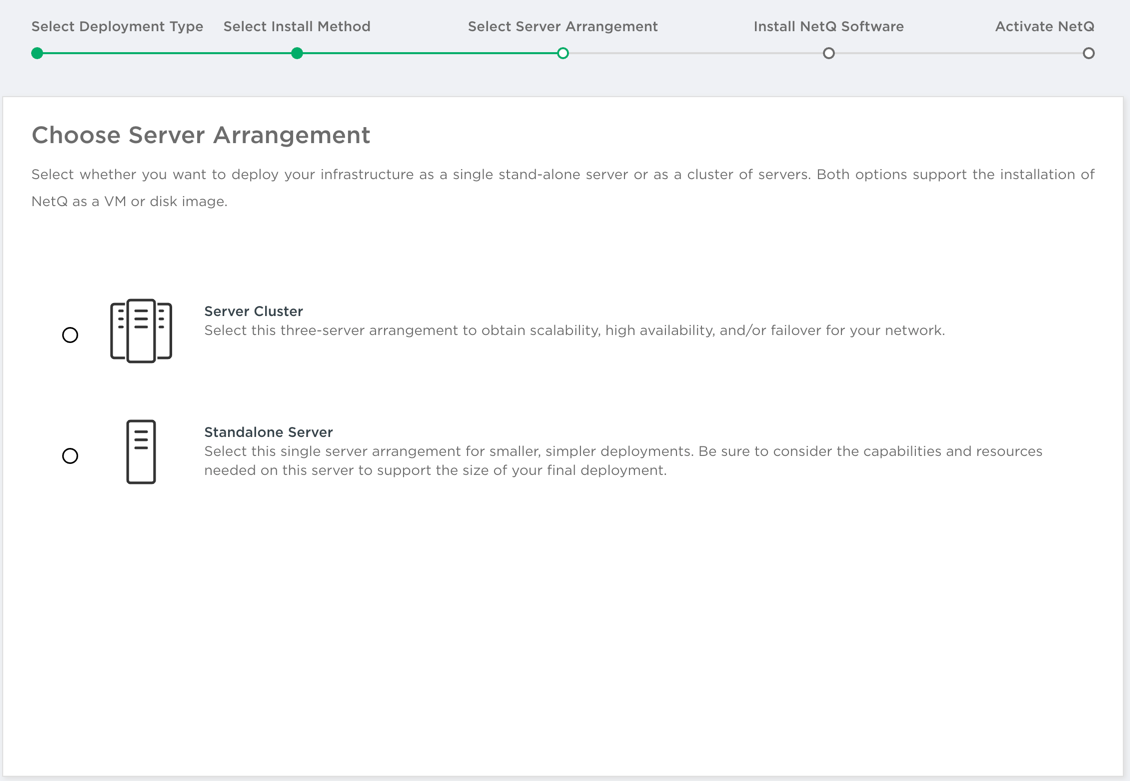 Select Deployment Type Select Install Method Select Server Arrangement Install NetQ Software Activate NetQ
Choose Server Arrangement
Select whether you want to deploy your infrastructure as a single stand-alone server or as a cluster of servers. Both options support the installation of
NetQ as a VM or disk image.
Server Cluster
Select this three-server arrangement to obtain scalability, high availability, and/or failover for your network.
Standalone Server
Select this single server arrangement for smaller, simpler deployments. Be sure to consider the capabilities and resources
needed on this server to support the size of your final deployment.